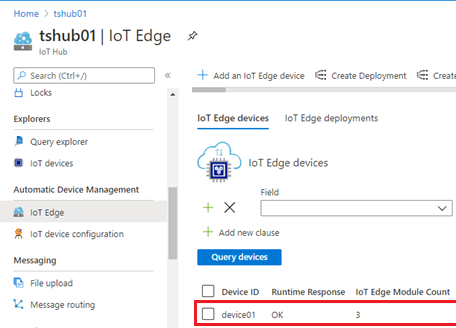 Home > tshub01
tshub01 | IoT Edge
IoT Hub
Search (Ctrl+/)
«
Locks
Explorers
Query explorer
IoT devices
Automatic Device Management
IoT Edge
IoT device configuration
Messaging
File upload
Message routing
+ Add an IoT Edge device
Create Deployment
Create
IoT Edge devices
IoT Edge deployments
IoT Edge devices
Field
Add new clause
Query devices
Device ID Runtime Response IoT Edge Module Count
device01 OK 3